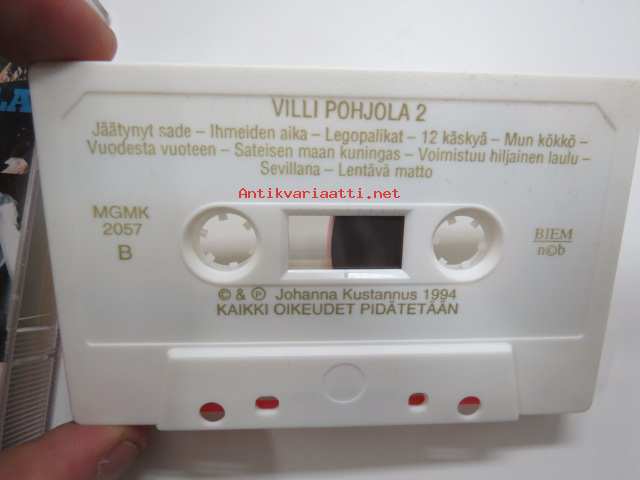 VILLI POHJOLA 2
Jäätynyt sade – Ihmeiden aika – Legopalikat – 12 käskyä – Mun kökkö –
Vuodesta vuoteen – Sateisen maan kuningas – Voimistuu hiljainen laulu –
Sevillana – Lentävä matto
Antikvariaatti.net
MGMK
2057
B
BIEM
n©b
© & ℗ Johanna Kustannus 1994
KAIKKI OIKEUDET PIDÄTETÄÄN